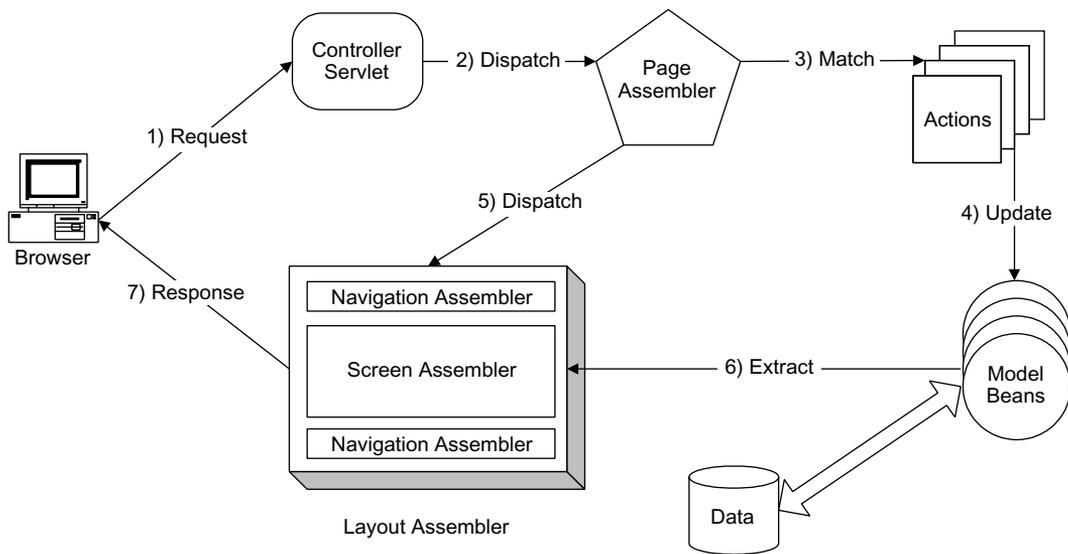 Controller
Servlet
2) Dispatch
Page
Assembler
3) Match
Actions
1) Request
Browser
5) Dispatch
4) Update
7) Response
Navigation Assembler
Screen Assembler
Navigation Assembler
Layout Assembler
6) Extract
Model
Beans
Data